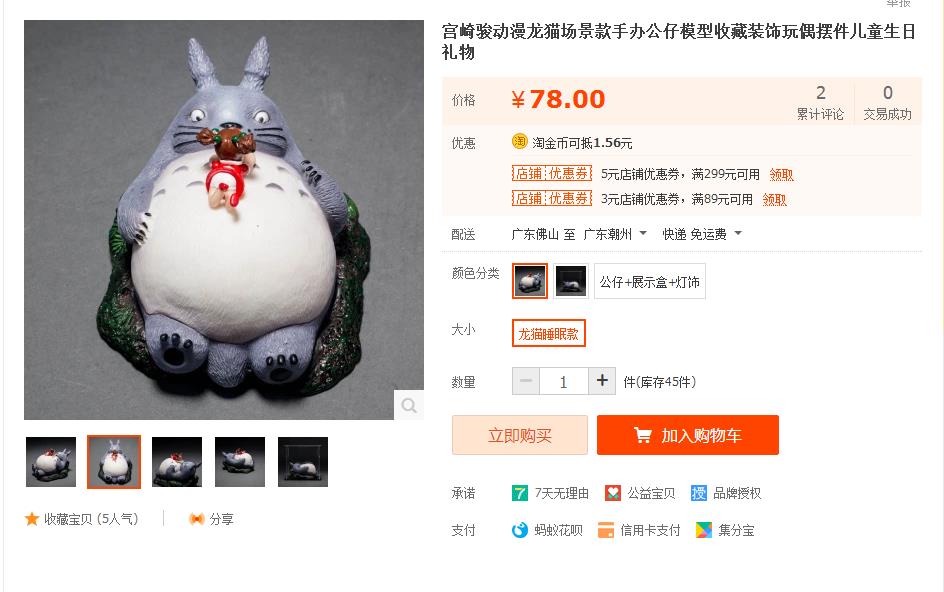 举报
宫崎骏动漫龙猫场景款手办公仔模型收藏装饰玩偶摆件儿童生日
礼物
价格 ¥78.00 2 累计评论 0 交易成功
优惠 淘 淘金币可抵1.56元
店铺 优惠券 5元店铺优惠券，满299元可用 领取
店铺 优惠券 3元店铺优惠券，满89元可用 领取
配送 广东佛山 至 广东潮州 快递 免运费
颜色分类 公仔+展示盒+灯饰
大小 龙猫睡眠款
数量 − 1 + 件(库存45件)
立即购买 加入购物车
收藏宝贝 (5人气) 分享
承诺 7 7天无理由 公益宝贝 授 品牌授权
支付 蚂蚁花呗 信用卡支付 集分宝